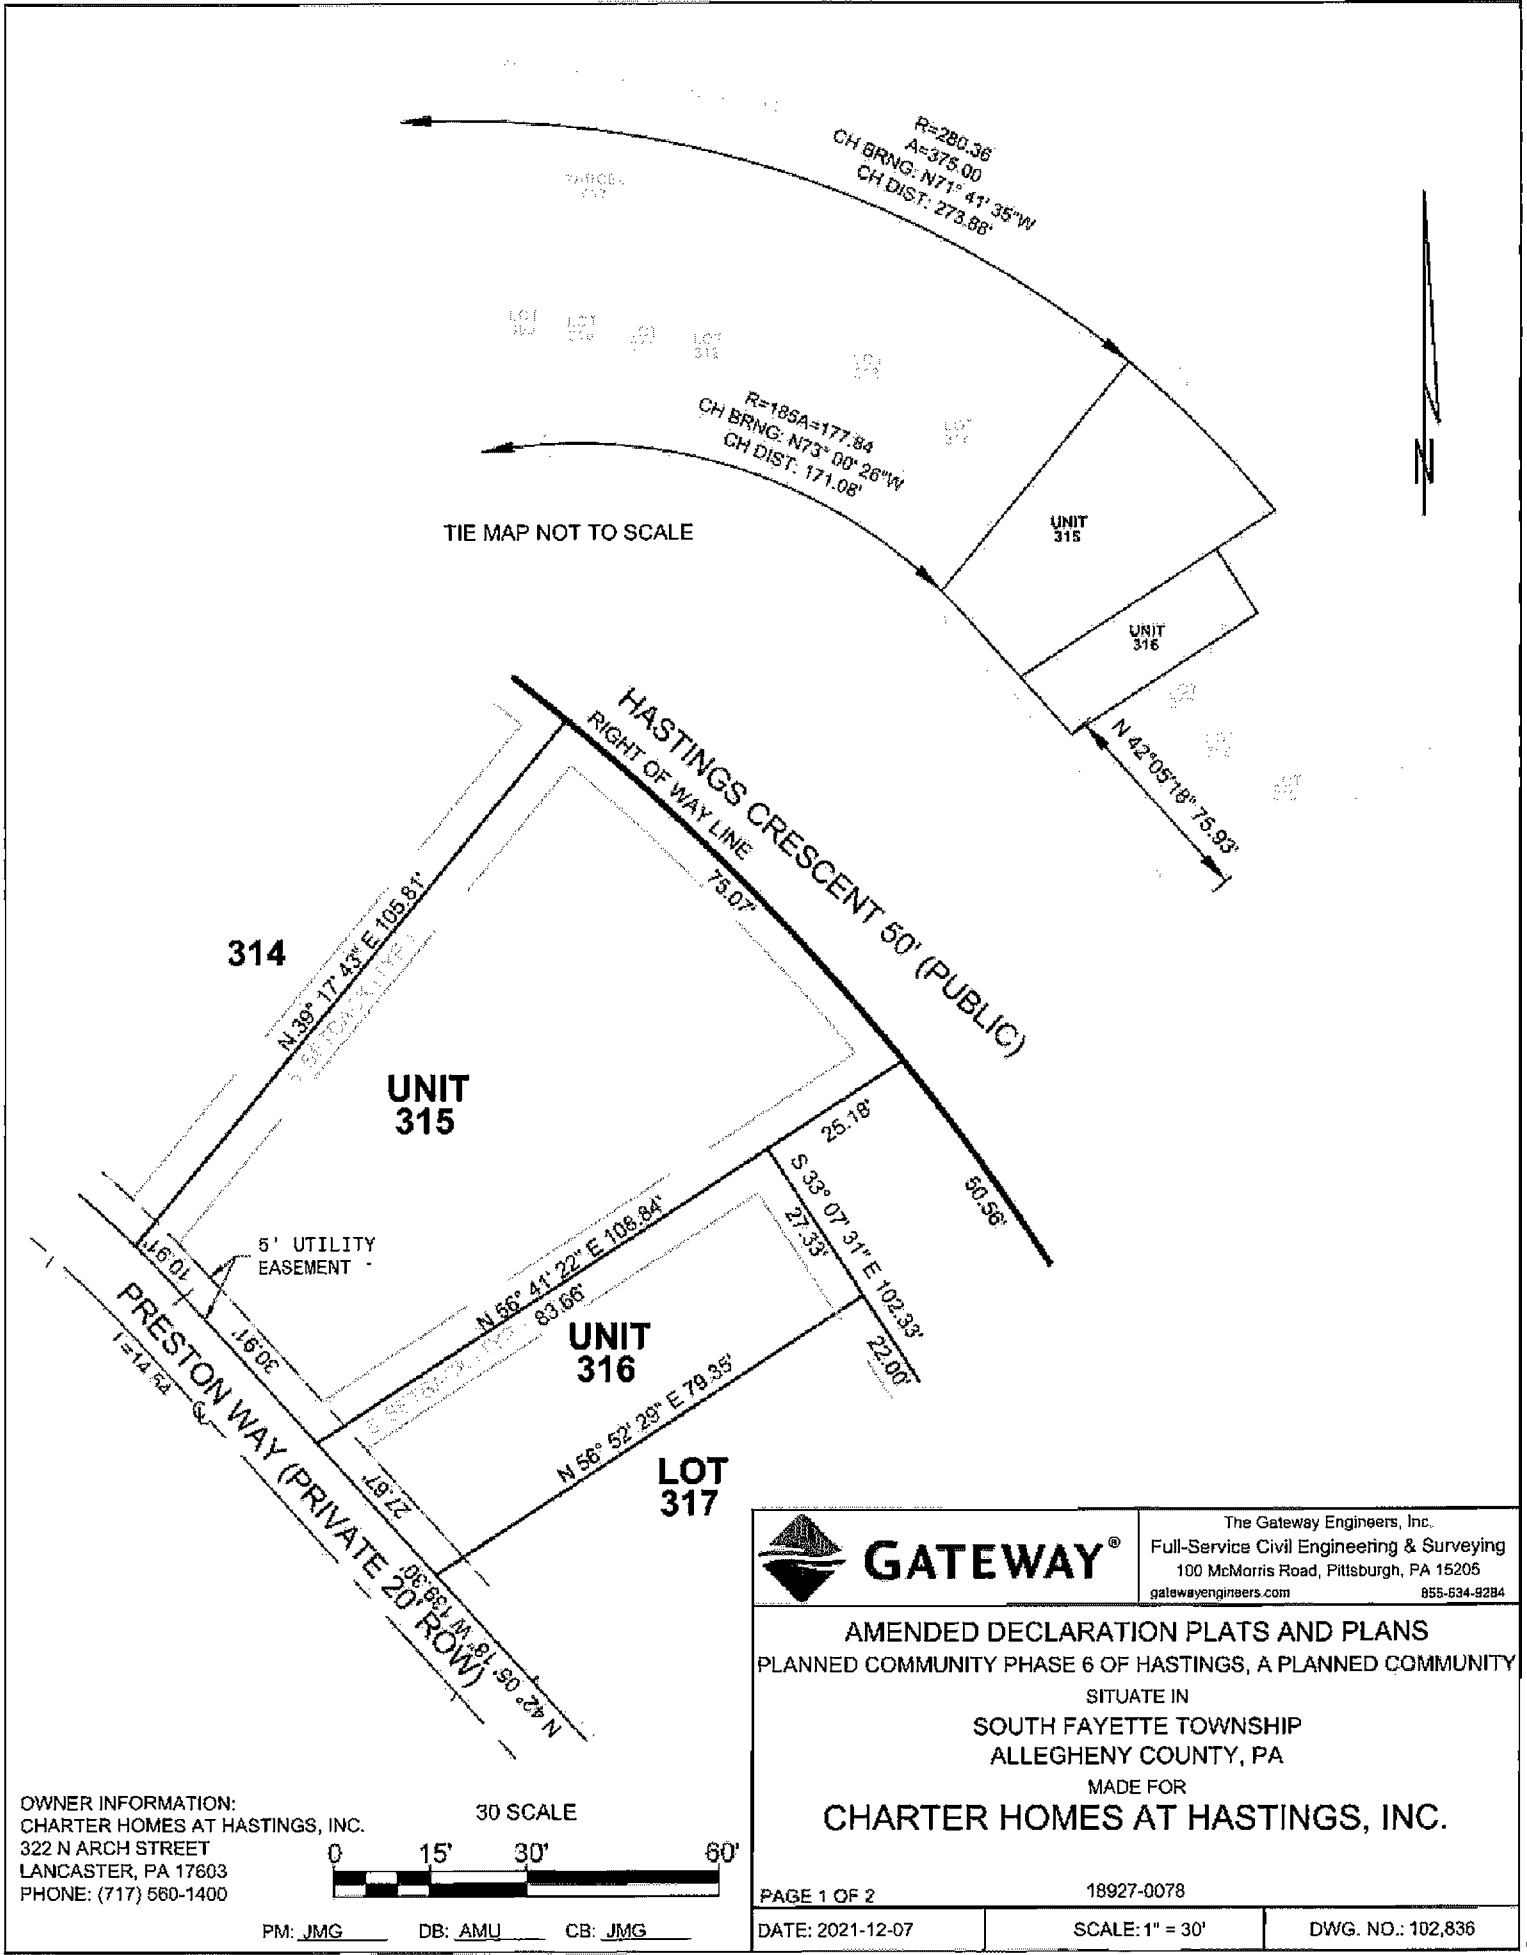 R=280.36
A=375.00
CH BRNG: N71° 41' 35"W
CH DIST: 273.88'
LOT
312
R=185A=177.84
CH BRNG: N73° 00' 26"W
CH DIST: 171.08'
TIE MAP NOT TO SCALE
UNIT
315
UNIT
316
N
N 42°05'18" 75.93'
HASTINGS CRESCENT 50' (PUBLIC)
RIGHT OF WAY LINE
75.07'
314
N 39° 17' 43" E 105.81'
UNIT
315
25.18'
S 33° 07' 31" E 102.33'
27.33'
22.00'
50.56'
10.91'
5' UTILITY
EASEMENT
N 56° 41' 22" E 108.84'
83.66'
UNIT
316
30.91'
PRESTON WAY (PRIVATE 20' ROW)
N 56° 52' 29" E 79.35'
LOT
317
27.67'
N 42° 05' 18" W 139.30'
GATEWAY®
The Gateway Engineers, Inc.
Full-Service Civil Engineering & Surveying
100 McMorris Road, Pittsburgh, PA 15205
gatewayengineers.com 855-634-9284
AMENDED DECLARATION PLATS AND PLANS
PLANNED COMMUNITY PHASE 6 OF HASTINGS, A PLANNED COMMUNITY
SITUATE IN
SOUTH FAYETTE TOWNSHIP
ALLEGHENY COUNTY, PA
MADE FOR
CHARTER HOMES AT HASTINGS, INC.
18927-0078
PAGE 1 OF 2
DATE: 2021-12-07
SCALE: 1" = 30'
DWG. NO.: 102,836
OWNER INFORMATION:
CHARTER HOMES AT HASTINGS, INC.
322 N ARCH STREET
LANCASTER, PA 17603
PHONE: (717) 560-1400
30 SCALE
0 15' 30' 60'
PM: JMG DB: AMU CB: JMG